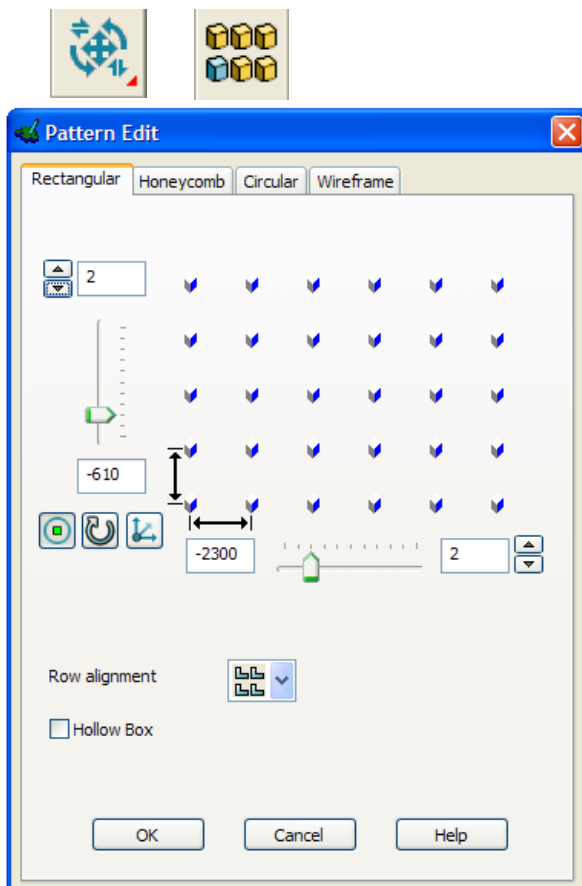 Pattern Edit
Rectangular Honeycomb Circular Wireframe
2
-610
-2300 2
Row alignment
Hollow Box
OK Cancel Help